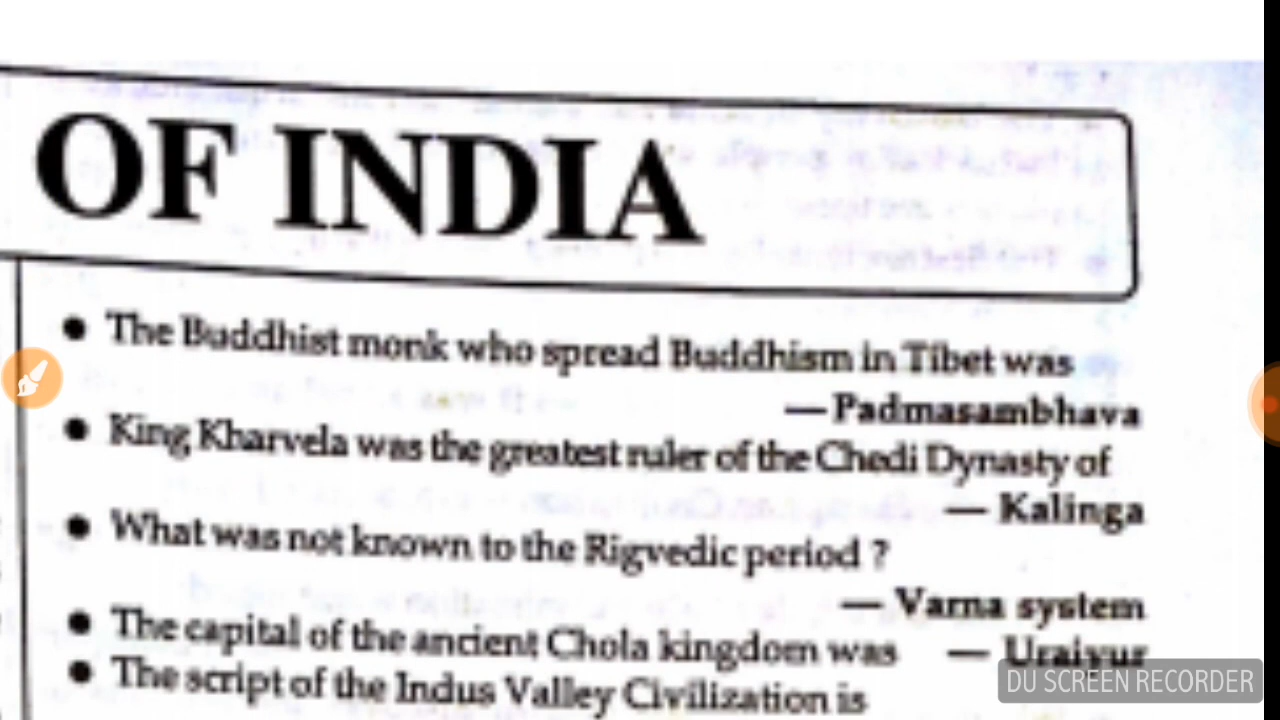 OF INDIA
● The Buddhist monk who spread Buddhism in Tibet was
— Padmasambhava
● King Kharvela was the greatest ruler of the Chedi Dynasty of
— Kalinga
● What was not known to the Rigvedic period ?
— Varna system
● The capital of the ancient Chola kingdom was — Uraiyur
● The script of the Indus Valley Civilization is
DU SCREEN RECORDER